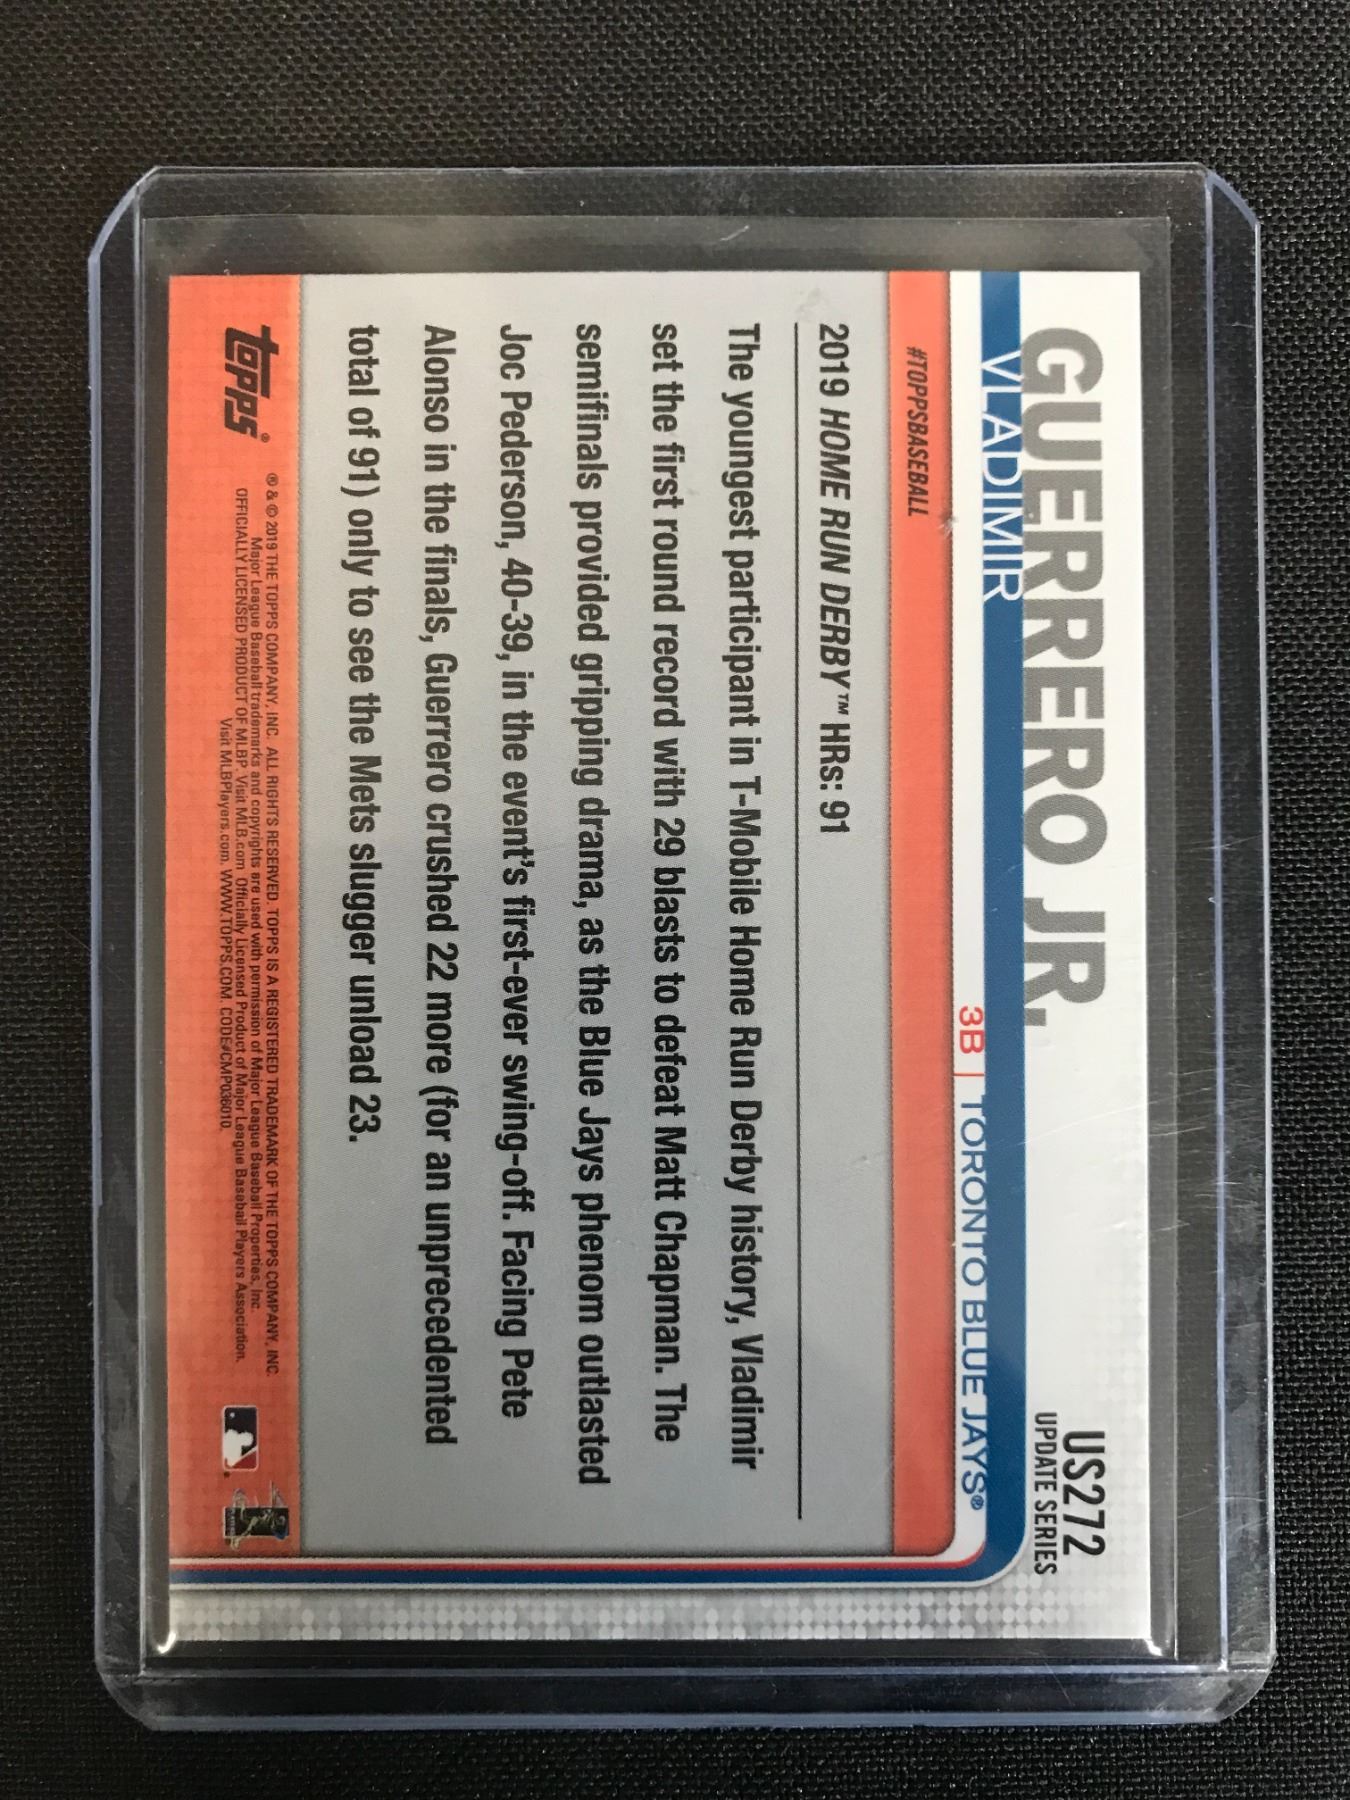 GUERRERO JR.
VLADIMIR
US272
UPDATE SERIES
3B | TORONTO BLUE JAYS®
#TOPPSBASEBALL
2019 HOME RUN DERBY™ HRs: 91
The youngest participant in T-Mobile Home Run Derby history, Vladimir
set the first round record with 29 blasts to defeat Matt Chapman. The
semifinals provided gripping drama, as the Blue Jays phenom outlasted
Joc Pederson, 40-39, in the event's first-ever swing-off. Facing Pete
Alonso in the finals, Guerrero crushed 22 more (for an unprecedented
total of 91) only to see the Mets slugger unload 23.
topps®
® & © 2019 THE TOPPS COMPANY, INC. ALL RIGHTS RESERVED. TOPPS IS A REGISTERED TRADEMARK OF THE TOPPS COMPANY, INC.
Major League Baseball trademarks and copyrights are used with permission of Major League Baseball Properties, Inc.
OFFICIALLY LICENSED PRODUCT OF MLBP. Visit MLB.com Officially Licensed Product of Major League Baseball Players Association.
Visit MLBPlayers.com. WWW.TOPPS.COM. CODE#CMP036010.